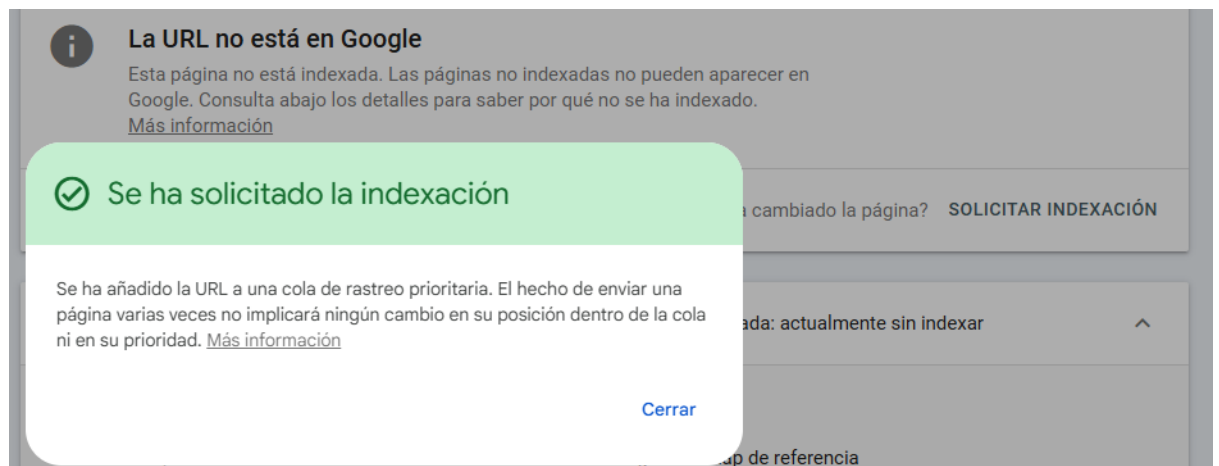 La URL no está en Google
Esta página no está indexada. Las páginas no indexadas no pueden aparecer en
Google. Consulta abajo los detalles para saber por qué no se ha indexado.
Más información
Se ha solicitado la indexación
cambiado la página? SOLICITAR INDEXACIÓN
Se ha añadido la URL a una cola de rastreo prioritaria. El hecho de enviar una
página varias veces no implicará ningún cambio en su posición dentro de la cola
ni en su prioridad. Más información
actualmente sin indexar
Cerrar
de referencia